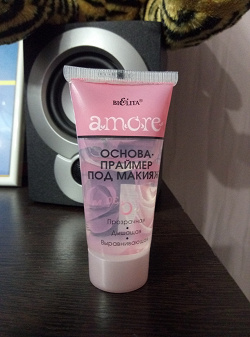 BIELITA
amore
ОСНОВА-
ПРАЙМЕР
ПОД МАКИЯЖ
Прозрачная
Дышащая
Выравнивающая